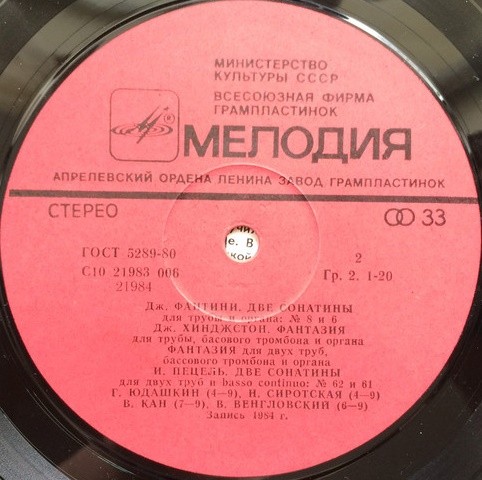 МИНИСТЕРСТВО
КУЛЬТУРЫ СССР
ВСЕСОЮЗНАЯ ФИРМА
ГРАМПЛАСТИНОК
МЕЛОДИЯ
АПРЕЛЕВСКИЙ ОРДЕНА ЛЕНИНА ЗАВОД ГРАМПЛАСТИНОК
СТЕРЕО 33
ГОСТ 5289-80 2
С10 21983 006 Гр. 2. 1-20
21984
Дж. ФАНТИНИ. ДВЕ СОНАТИНЫ
для трубы и органа: № 8 и 6
Дж. ХИНДЖСТОН. ФАНТАЗИЯ
для трубы, басового тромбона и органа
ФАНТАЗИЯ для двух труб,
бассового тромбона и органа
И. ПЕЦЕЛЬ. ДВЕ СОНАТИНЫ
для двух труб и basso continuo: № 62 и 61
Г. ЮДАШКИН (4—9), Н. СИРОТСКАЯ (4—9)
В. КАН (7—9), В. ВЕНГЛОВСКИЙ (6—9)
Запись 1984 г.